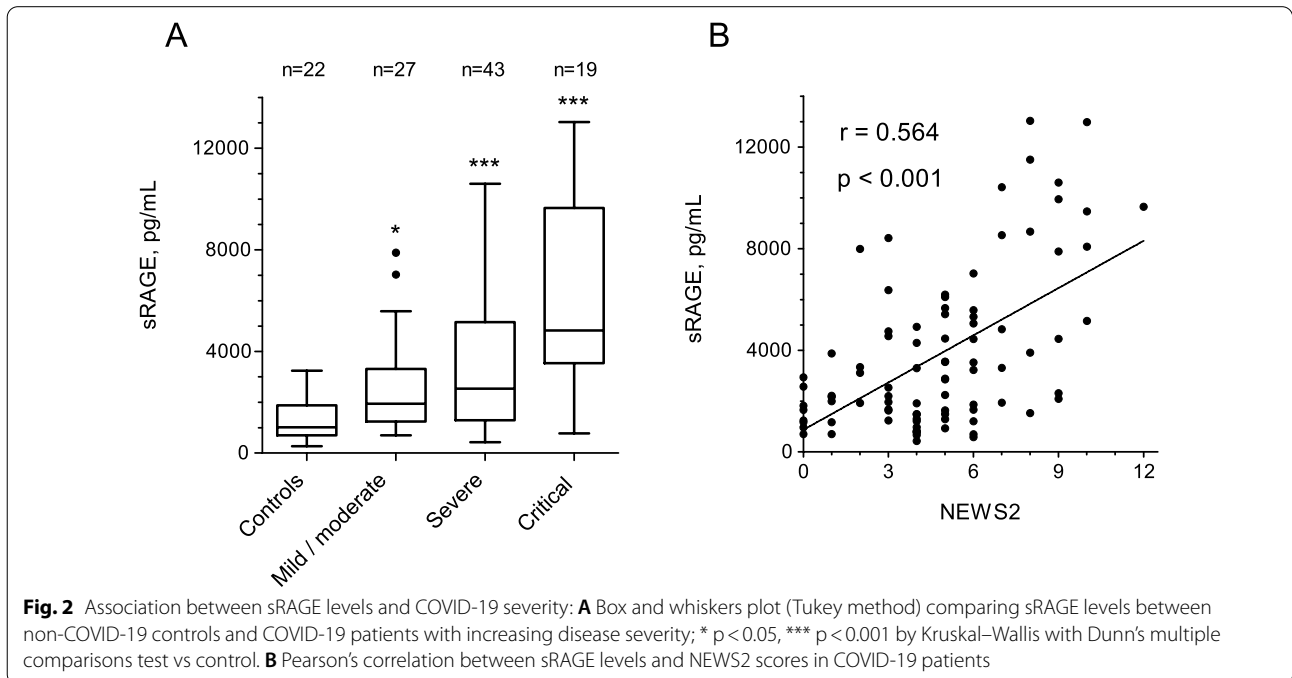 A
n=22 n=27 n=43 n=19
sRAGE, pg/mL
12000
8000
4000
0
*
***
***
Controls
Mild / moderate
Severe
Critical
B
r = 0.564
p < 0.001
sRAGE, pg/mL
12000
8000
4000
0
0 3 6 9 12
NEWS2
Fig. 2 Association between sRAGE levels and COVID-19 severity: A Box and whiskers plot (Tukey method) comparing sRAGE levels between
non-COVID-19 controls and COVID-19 patients with increasing disease severity; * p < 0.05, *** p < 0.001 by Kruskal–Wallis with Dunn's multiple
comparisons test vs control. B Pearson's correlation between sRAGE levels and NEWS2 scores in COVID-19 patients